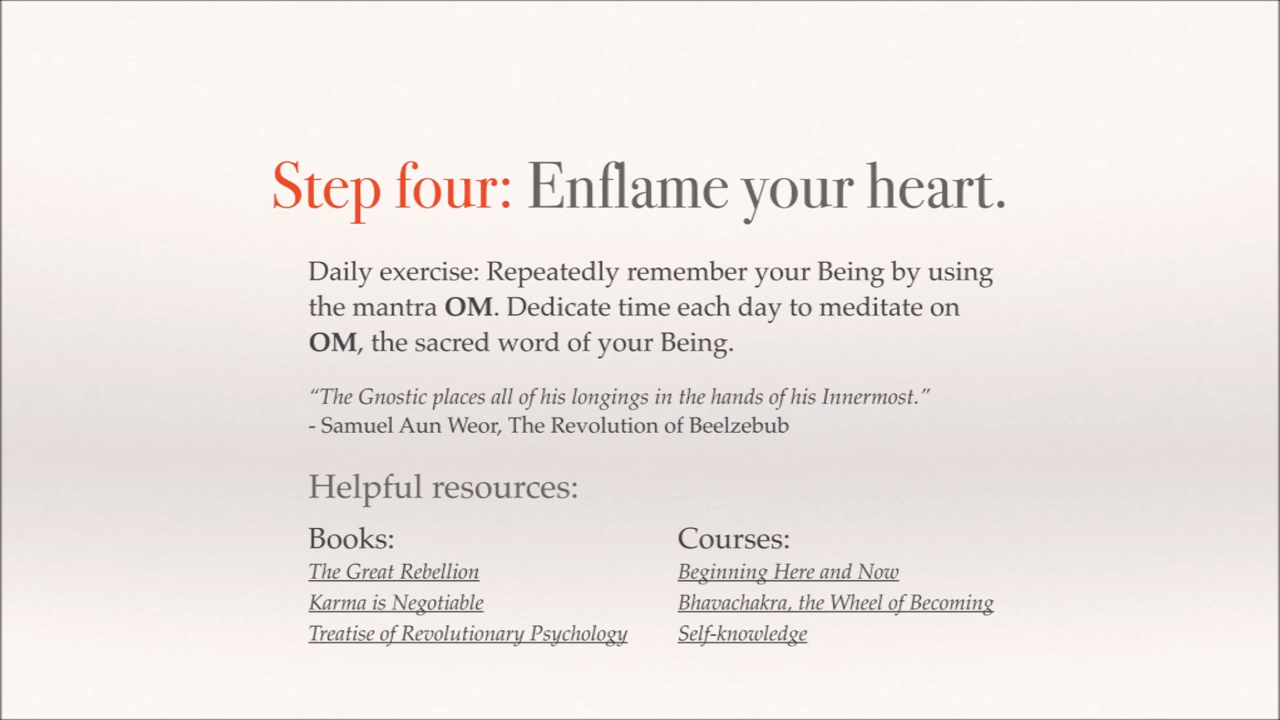 Step four: Enflame your heart.
Daily exercise: Repeatedly remember your Being by using
the mantra OM. Dedicate time each day to meditate on
OM, the sacred word of your Being.
“The Gnostic places all of his longings in the hands of his Innermost.”
- Samuel Aun Weor, The Revolution of Beelzebub
Helpful resources:
Books:
The Great Rebellion
Karma is Negotiable
Treatise of Revolutionary Psychology
Courses:
Beginning Here and Now
Bhavachakra, the Wheel of Becoming
Self-knowledge